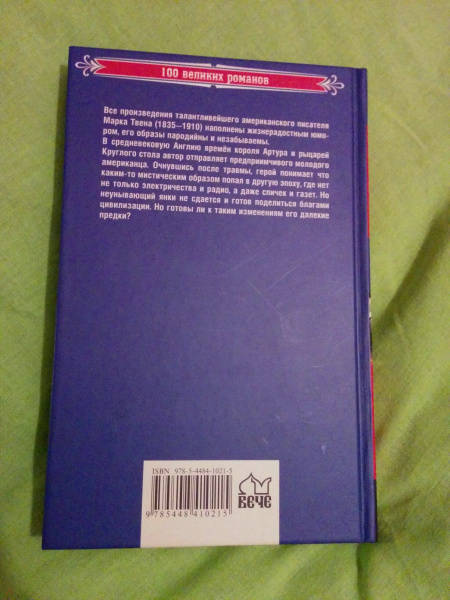 100 великих романов
Все произведения талантливейшего американского писателя
Марка Твена (1835—1910) наполнены жизнерадостным юмо-
ром, его образы пародийны и незабываемы.
В средневековую Англию времён короля Артура и рыцарей
Круглого стола автор отправляет предприимчивого молодого
американца. Очнувшись после травмы, герой понимает что
каким-то мистическим образом попал в другую эпоху, где нет
не только электричества и радио, а даже спичек и газет. Но
неунывающий янки не сдается и готов поделиться благами
цивилизации. Но готовы ли к таким изменениям его далекие
предки?
ISBN 978-5-4484-1021-5
9 785448 410215
ВЕЧЕ